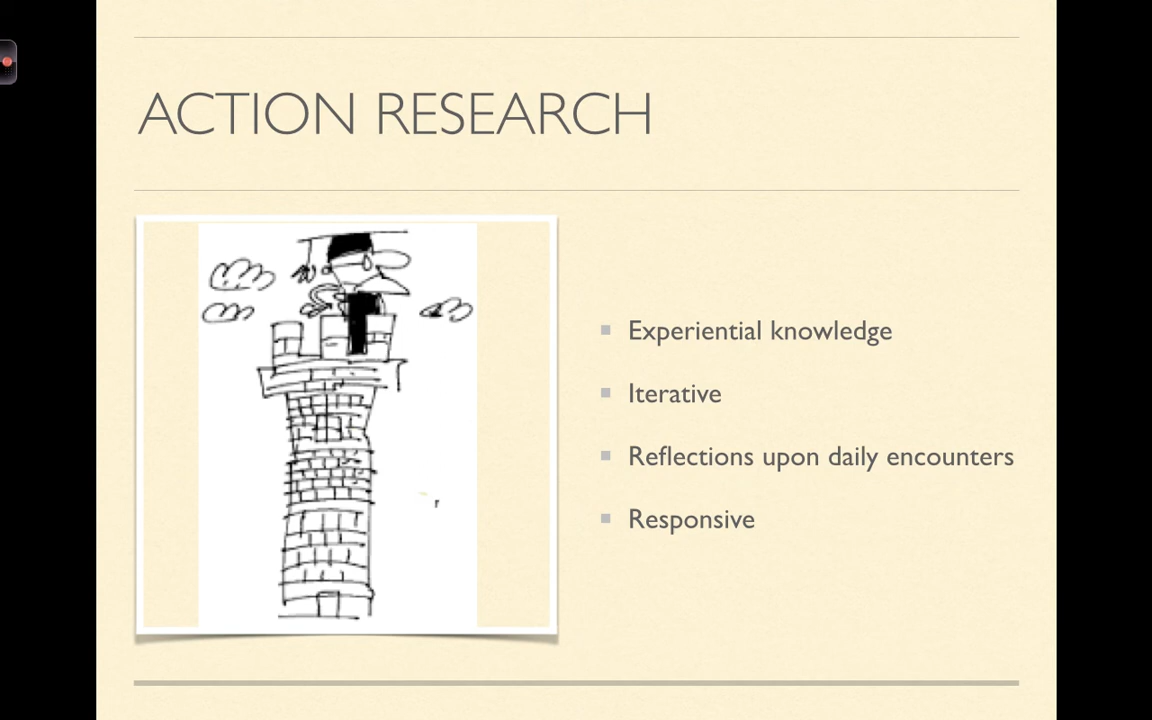 ACTION RESEARCH
Experiential knowledge
Iterative
Reflections upon daily encounters
Responsive